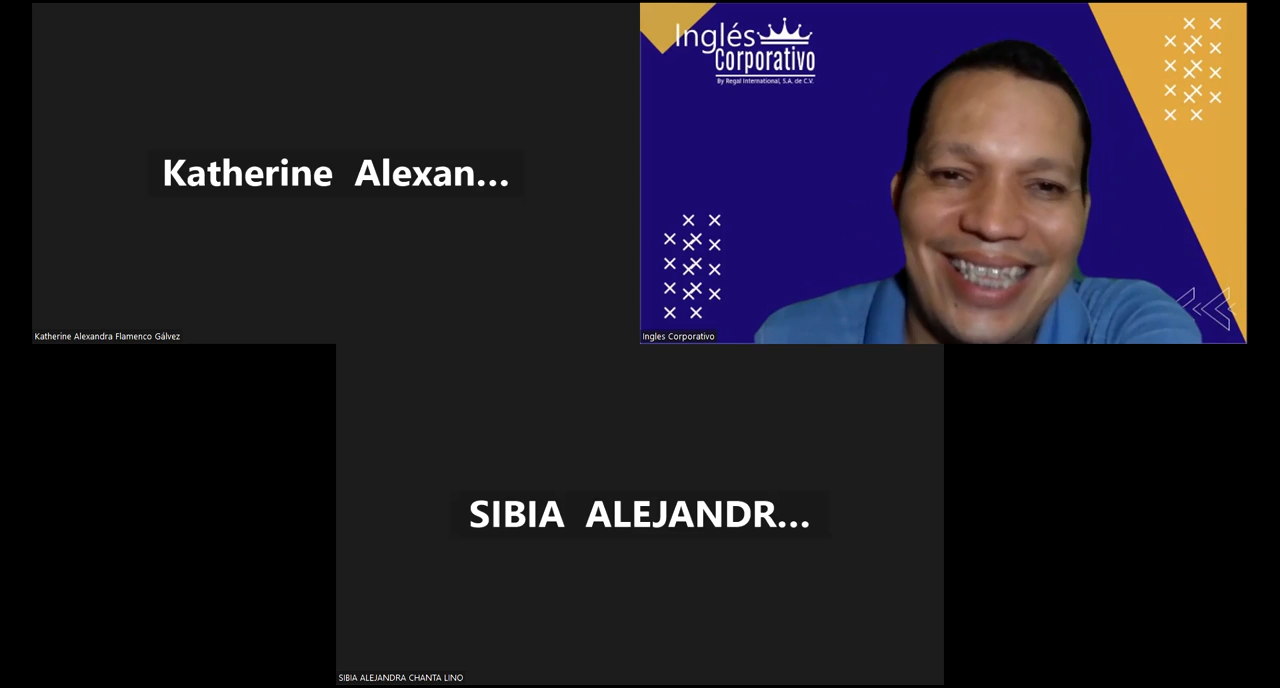 Katherine Alexan...
Katherine Alexandra Flamenco Gálvez
Inglés
Corporativo
By Regal International, S.A. de C.V.
Ingles Corporativo
SIBIA ALEJANDR...
SIBIA ALEJANDRA CHANTA LINO